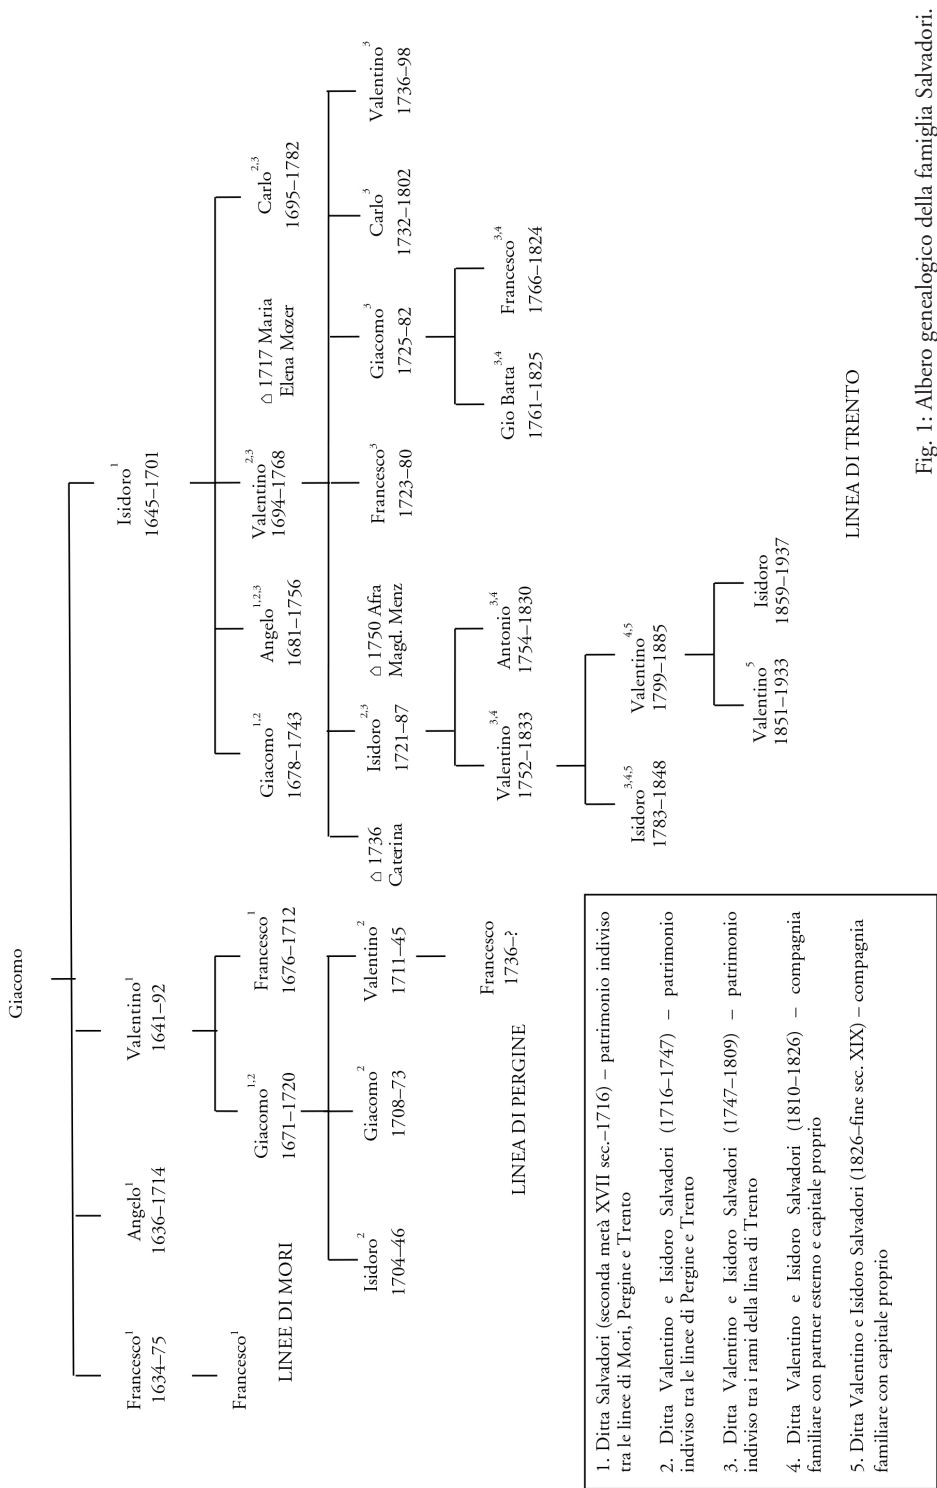 Giacomo
Francesco¹
1634–75
Angelo¹
1636–1714
Valentino¹
1641–92
Isidoro¹
1645–1701
Francesco¹
Giacomo¹,²
1671–1720
Francesco¹
1676–1712
Giacomo¹,²
1678–1743
Angelo¹,²,³
1681–1756
Valentino²,³
1694–1768
⌂ 1717 Maria
Elena Mozer
Carlo²,³
1695–1782
LINEE DI MORI
Isidoro²
1704–46
Giacomo²
1708–73
Valentino²
1711–45
⌂ 1736
Caterina
Isidoro²,³
1721–87
⌂ 1750 Afra
Magd. Menz
Francesco³
1723–80
Giacomo³
1725–82
Carlo³
1732–1802
Valentino³
1736–98
Francesco
1736–?
Valentino³,⁴
1752–1833
Antonio³,⁴
1754–1830
Gio Batta³,⁴
1761–1825
Francesco³,⁴
1766–1824
LINEA DI PERGINE
Isidoro³,⁴,⁵
1783–1848
Valentino⁴,⁵
1799–1885
Valentino⁵
1851–1933
Isidoro
1859–1937
LINEA DI TRENTO
1. Ditta Salvadori (seconda metà XVII sec.–1716) – patrimonio indiviso
tra le linee di Mori, Pergine e Trento
2. Ditta Valentino e Isidoro Salvadori (1716–1747) – patrimonio
indiviso tra le linee di Pergine e Trento
3. Ditta Valentino e Isidoro Salvadori (1747–1809) – patrimonio
indiviso tra i rami della linea di Trento
4. Ditta Valentino e Isidoro Salvadori (1810–1826) – compagnia
familiare con partner esterno e capitale proprio
5. Ditta Valentino e Isidoro Salvadori (1826–fine sec. XIX) – compagnia
familiare con capitale proprio
Fig. 1: Albero genealogico della famiglia Salvadori.